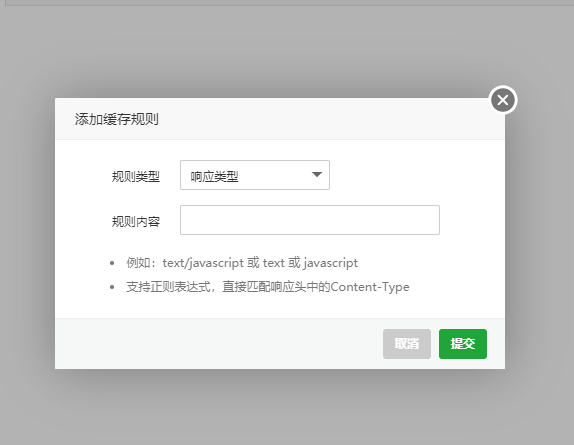 添加缓存规则
规则类型 响应类型
规则内容
例如：text/javascript 或 text 或 javascript
支持正则表达式，直接匹配响应头中的Content-Type
取消 提交